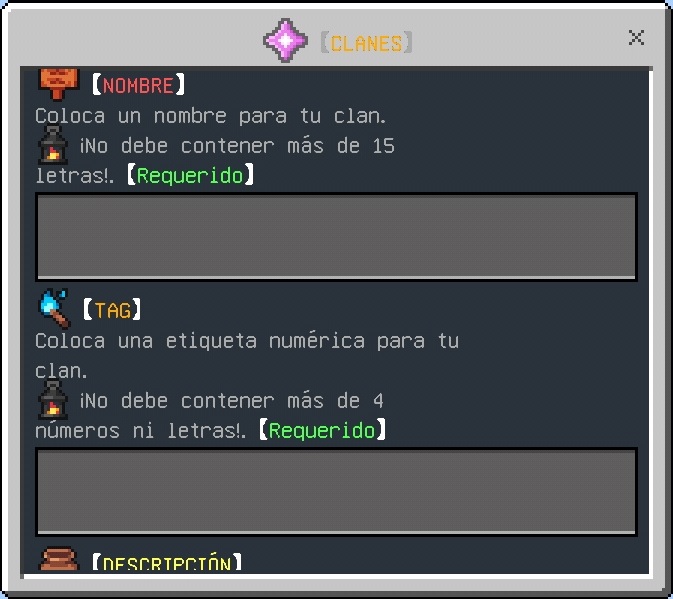 【CLANES】
【NOMBRE】
Coloca un nombre para tu clan.
¡No debe contener más de 15
letras!. 【Requerido】
【TAG】
Coloca una etiqueta numérica para tu
clan.
¡No debe contener más de 4
números ni letras!. 【Requerido】
【DESCRIPCIÓN】